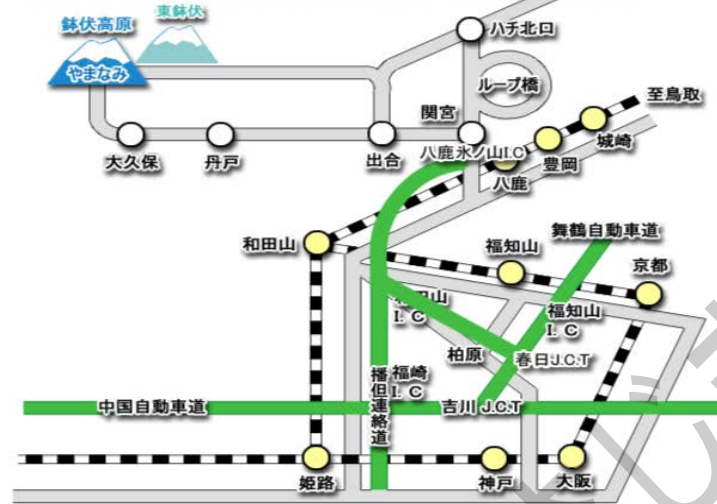 東鉢伏
鉢伏高原
やまなみ
ハチ北口
ループ橋
至鳥取
関宮
城崎
八鹿氷ノ山I.C
豊岡
大久保
丹戸
出合
八鹿
和田山
福知山
舞鶴自動車道
京都
I. C
福知山
I. C
柏原
春日J.C.T
播但連絡道
福崎
I. C
中国自動車道
吉川 J.C.T
姫路
神戸
大阪